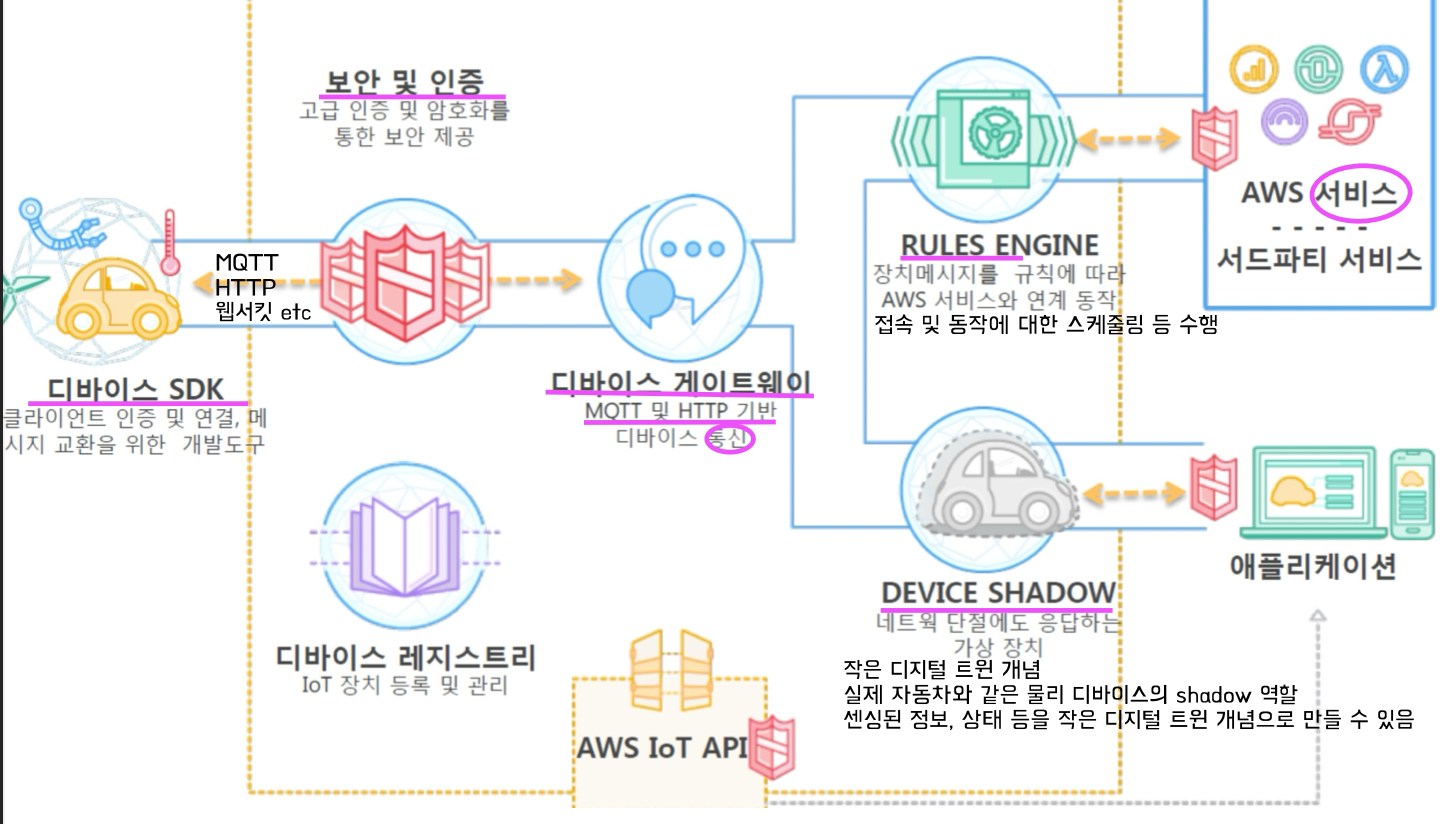 보안 및 인증
고급 인증 및 암호화를
통한 보안 제공
MQTT
HTTP
웹서킷 etc
디바이스 SDK
클라이언트 인증 및 연결, 메
시지 교환을 위한 개발도구
디바이스 게이트웨이
MQTT 및 HTTP 기반
디바이스 통신
RULES ENGINE
장치메시지를 규칙에 따라
AWS 서비스와 연계 동작
접속 및 동작에 대한 스케줄링 등 수행
AWS 서비스
- - - - -
서드파티 서비스
디바이스 레지스트리
IoT 장치 등록 및 관리
DEVICE SHADOW
네트웍 단절에도 응답하는
가상 장치
작은 디지털 트윈 개념
실제 자동차와 같은 물리 디바이스의 shadow 역할
센싱된 정보, 상태 등을 작은 디지털 트윈 개념으로 만들 수 있음
애플리케이션
AWS IoT API